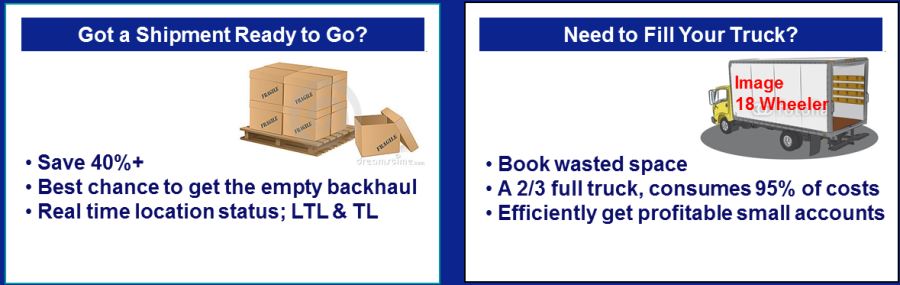 Got a Shipment Ready to Go?
FRAGILE
FRAGILE
FRAGILE
FRAGILE
FRAGILE
dreamstime.com
• Save 40%+
• Best chance to get the empty backhaul
• Real time location status; LTL & TL
Need to Fill Your Truck?
Image
18 Wheeler
• Book wasted space
• A 2/3 full truck, consumes 95% of costs
• Efficiently get profitable small accounts